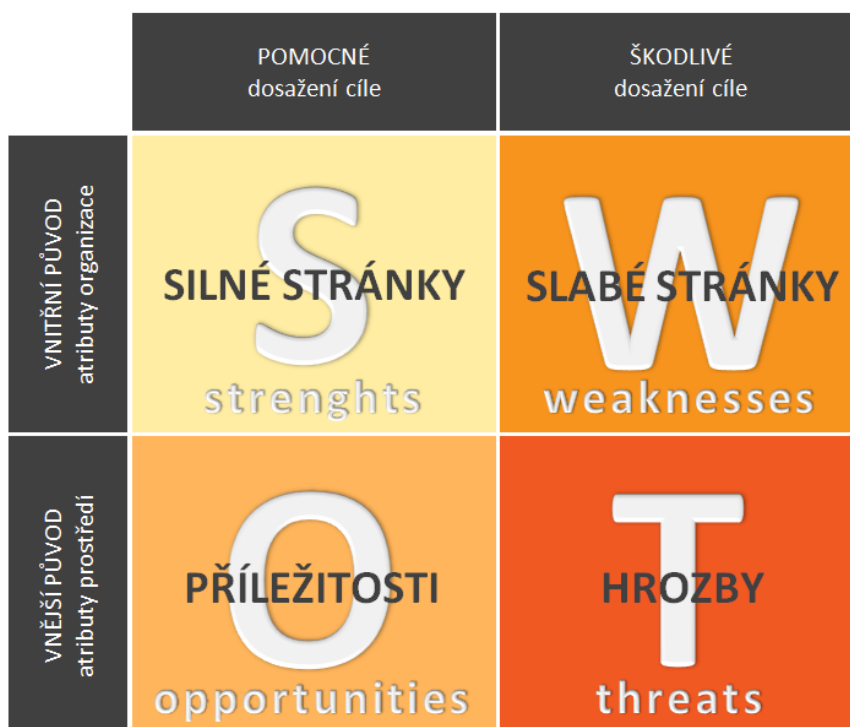 POMOCNÉ
dosažení cíle
ŠKODLIVÉ
dosažení cíle
VNITŘNÍ PŮVOD
atributy organizace
S
SILNÉ STRÁNKY
strenghts
W
SLABÉ STRÁNKY
weaknesses
VNĚJŠÍ PŮVOD
atributy prostředí
O
PŘÍLEŽITOSTI
opportunities
T
HROZBY
threats